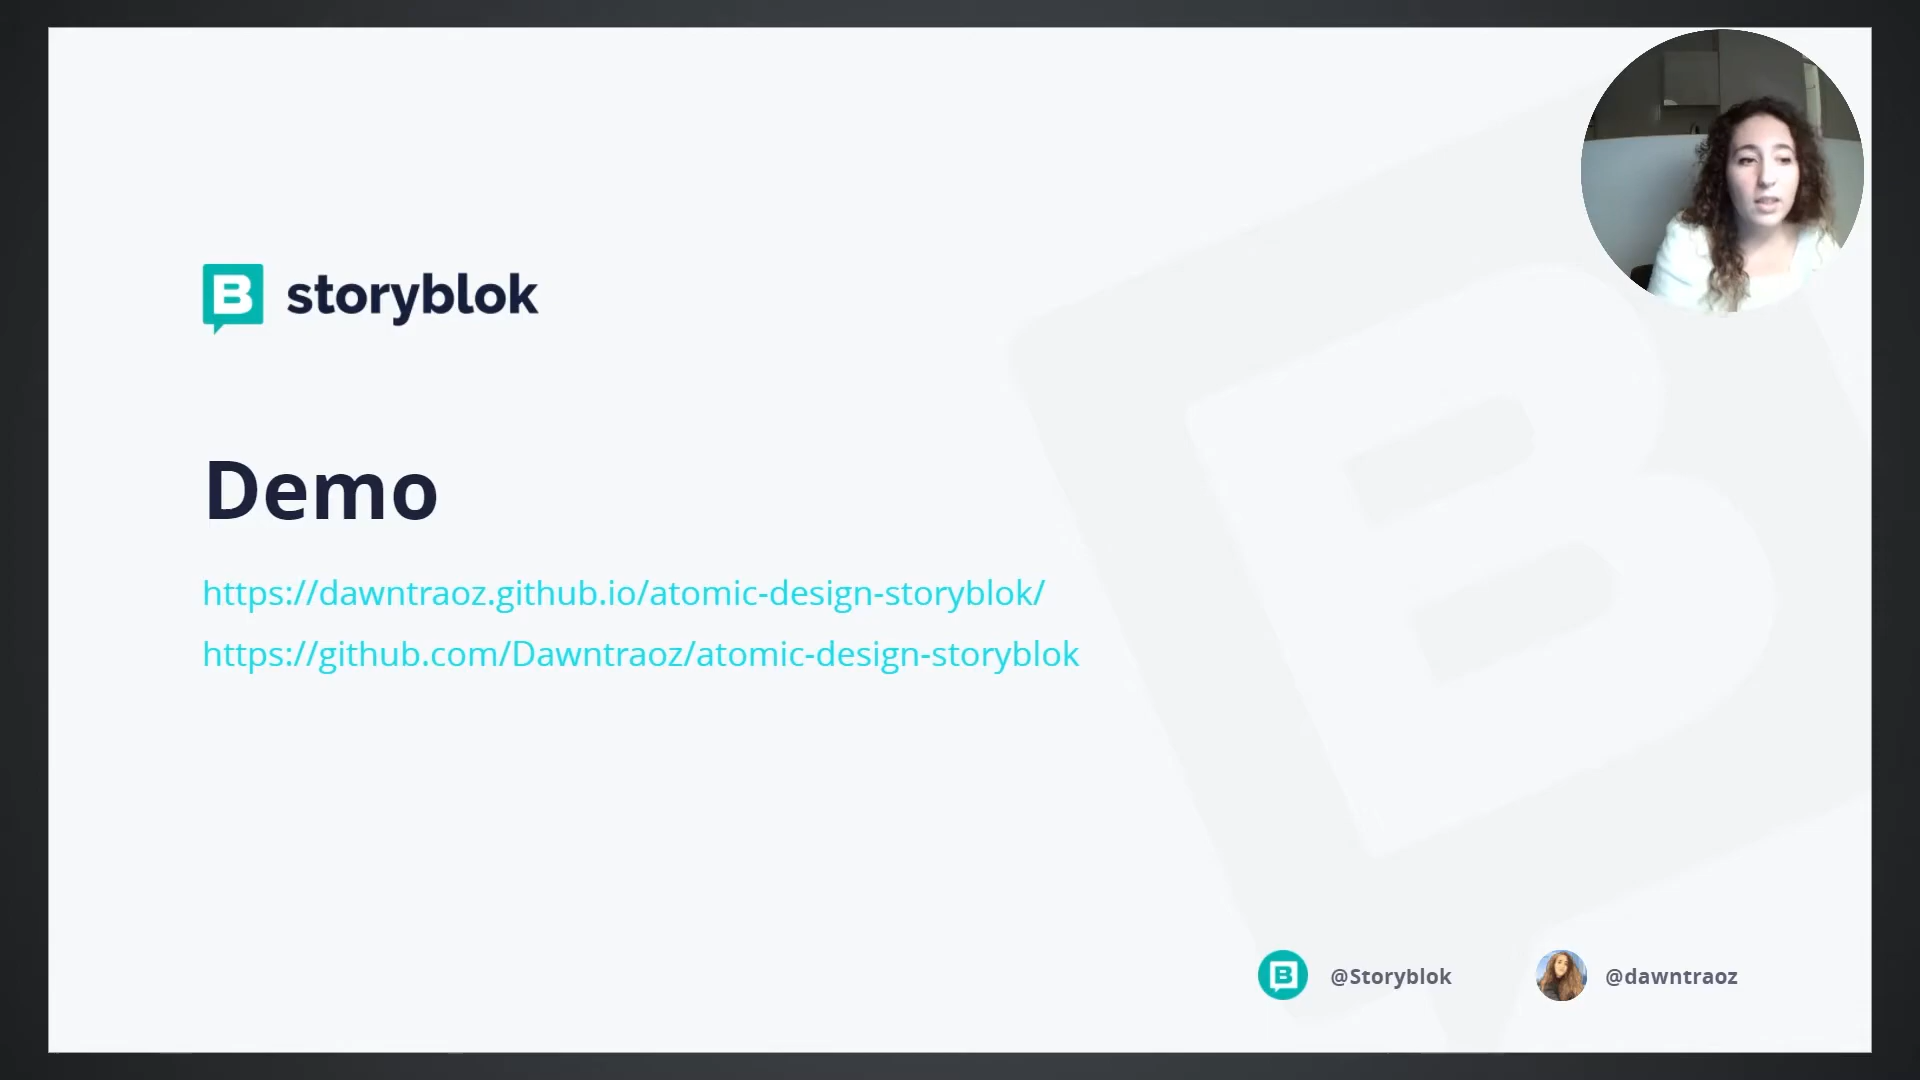 storyblok
Demo
https://dawntraoz.github.io/atomic-design-storyblok/
https://github.com/Dawntraoz/atomic-design-storyblok
@Storyblok
@dawntraoz